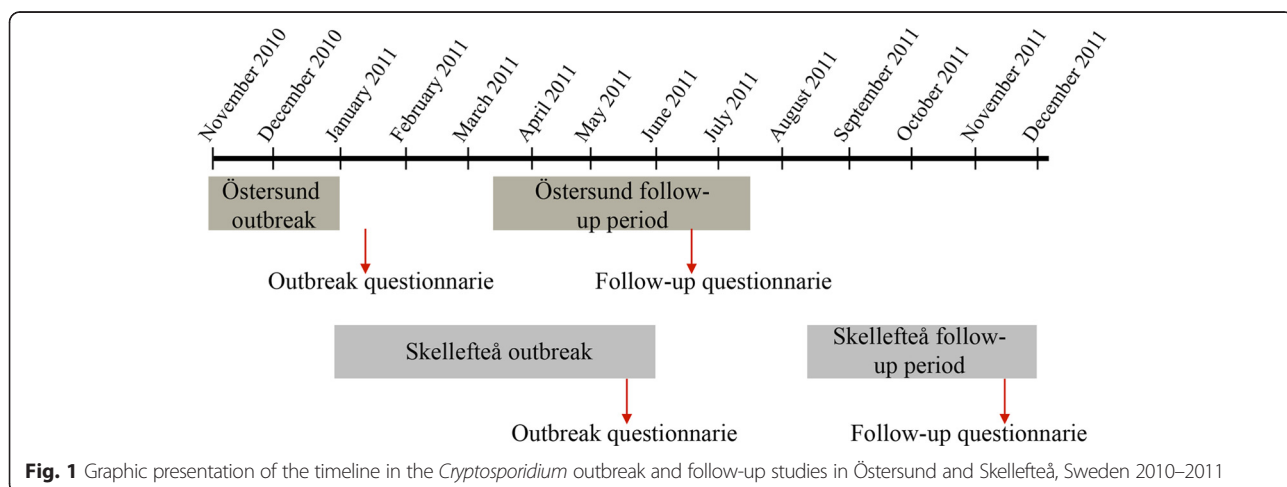 November 2010
December 2010
January 2011
February 2011
March 2011
April 2011
May 2011
June 2011
July 2011
August 2011
September 2011
October 2011
November 2011
December 2011
Östersund
outbreak
Östersund follow-
up period
Outbreak questionnarie
Follow-up questionnarie
Skellefteå outbreak
Skellefteå follow-
up period
Outbreak questionnarie
Follow-up questionnarie
Fig. 1 Graphic presentation of the timeline in the Cryptosporidium outbreak and follow-up studies in Östersund and Skellefteå, Sweden 2010–2011